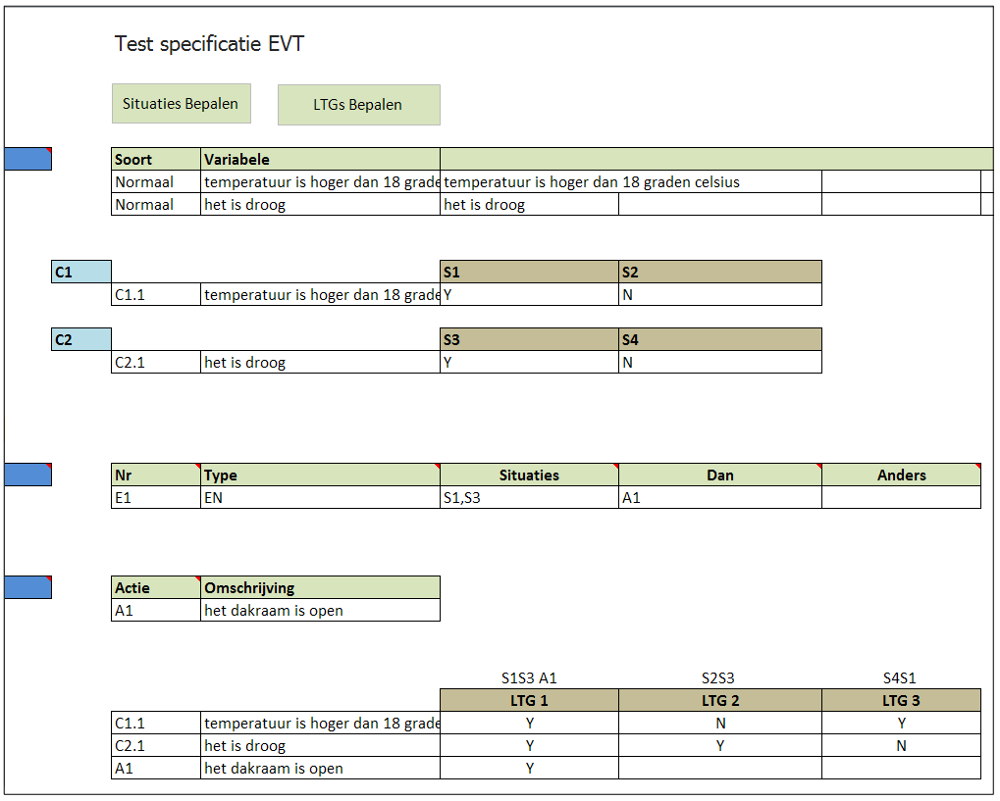 Test specificatie EVT
Situaties Bepalen LTGs Bepalen
Soort Variabele
Normaal temperatuur is hoger dan 18 grade temperatuur is hoger dan 18 graden celsius
Normaal het is droog het is droog
C1 S1 S2
C1.1 temperatuur is hoger dan 18 grade Y N
C2 S3 S4
C2.1 het is droog Y N
Nr Type Situaties Dan Anders
E1 EN S1,S3 A1
Actie Omschrijving
A1 het dakraam is open
S1S3 A1 S2S3 S4S1
LTG 1 LTG 2 LTG 3
C1.1 temperatuur is hoger dan 18 grade Y N Y
C2.1 het is droog Y Y N
A1 het dakraam is open Y